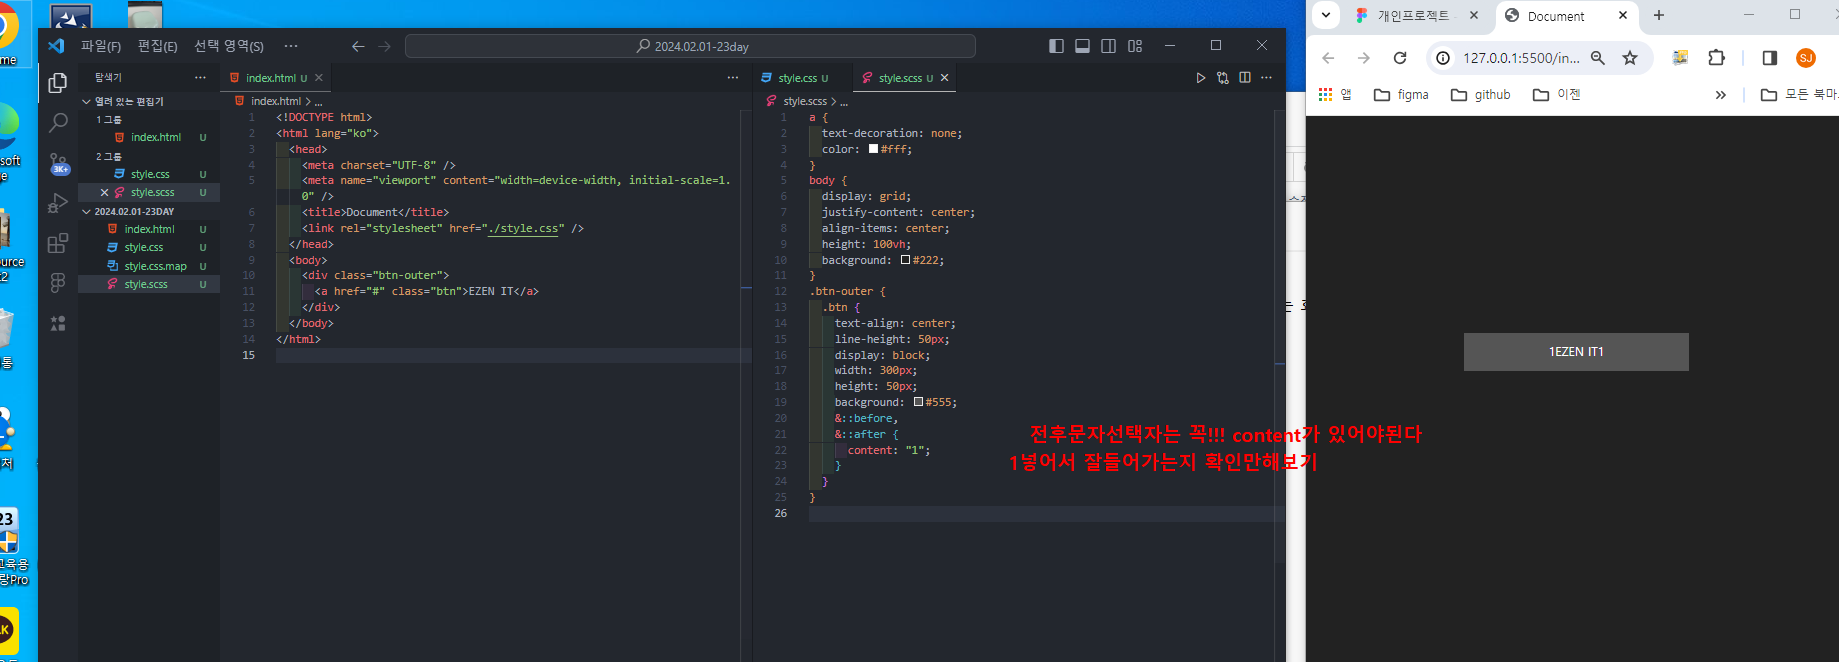 me
soft
e
ource
t2
통
처
23
교육용
랑Pro
파일(F) 편집(E) 선택 영역(S) ···
2024.02.01-23day
탐색기 ···
열려 있는 편집기
1 그룹
index.html U
2 그룹
style.css U
style.scss U
2024.02.01-23DAY
index.html U
style.css U
style.css.map U
style.scss U
3K+
index.html U
index.html > ...
1 <!DOCTYPE html>
2 <html lang="ko">
3 <head>
4 <meta charset="UTF-8" />
5 <meta name="viewport" content="width=device-width, initial-scale=1.
0" />
6 <title>Document</title>
7 <link rel="stylesheet" href="./style.css" />
8 </head>
9 <body>
10 <div class="btn-outer">
11 <a href="#" class="btn">EZEN IT</a>
12 </div>
13 </body>
14 </html>
15
style.css U
style.scss U
style.scss > ...
1 a {
2 text-decoration: none;
3 color: #fff;
4 }
5 body {
6 display: grid;
7 justify-content: center;
8 align-items: center;
9 height: 100vh;
10 background: #222;
11 }
12 .btn-outer {
13 .btn {
14 text-align: center;
15 line-height: 50px;
16 display: block;
17 width: 300px;
18 height: 50px;
19 background: #555;
20 &::before,
21 &::after {
22 content: "1";
23 }
24 }
25 }
26
전후문자선택자는 꼭!!! content가 있어야된다
1넣어서 잘들어가는지 확인만해보기
개인프로젝트
Document
127.0.0.1:5500/in...
SJ
앱 figma github 이젠 » 모든 북마
1EZEN IT1